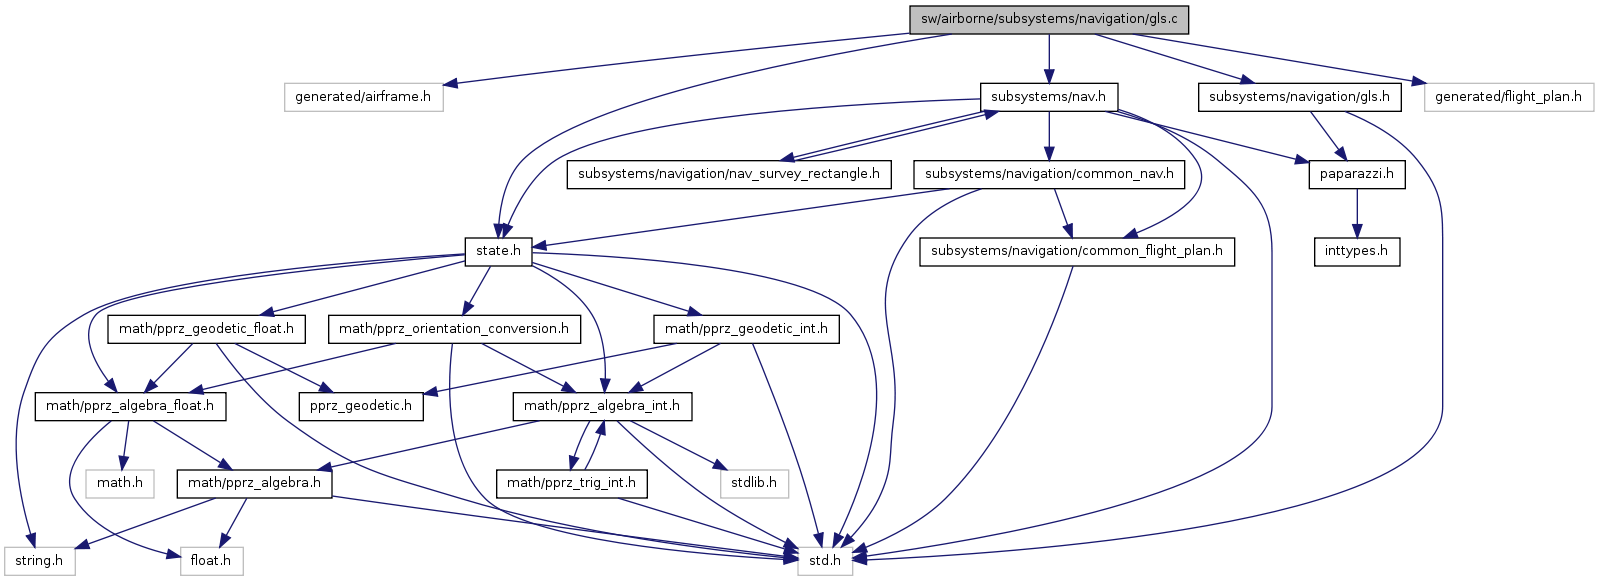 sw/airborne/subsystems/navigation/gls.c
generated/airframe.h
subsystems/nav.h
subsystems/navigation/gls.h
generated/flight_plan.h
subsystems/navigation/nav_survey_rectangle.h
subsystems/navigation/common_nav.h
paparazzi.h
state.h
subsystems/navigation/common_flight_plan.h
inttypes.h
math/pprz_geodetic_float.h
math/pprz_orientation_conversion.h
math/pprz_geodetic_int.h
math/pprz_algebra_float.h
pprz_geodetic.h
math/pprz_algebra_int.h
math.h
math/pprz_algebra.h
math/pprz_trig_int.h
stdlib.h
string.h
float.h
std.h